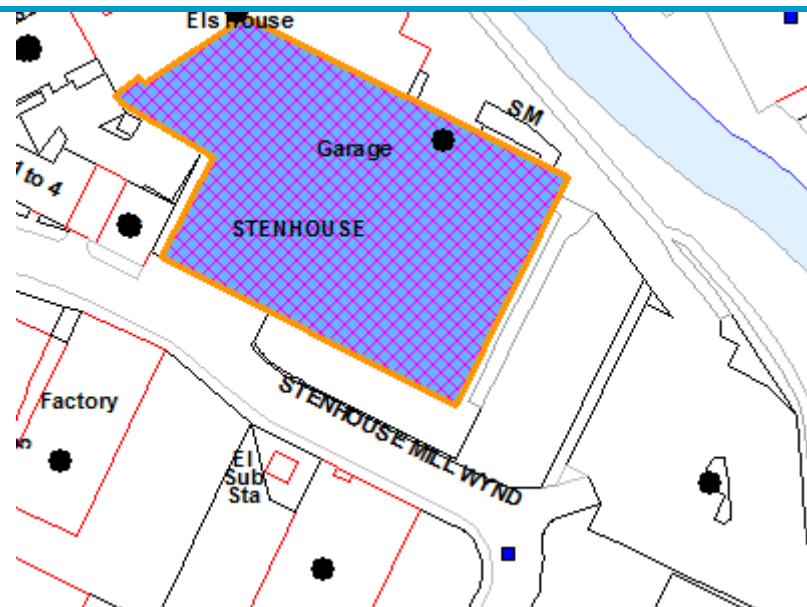 Els House
SM
Garage
1 to 4
STENHOUSE
STENHOUSE MILL WYND
Factory
El
Sub
Sta